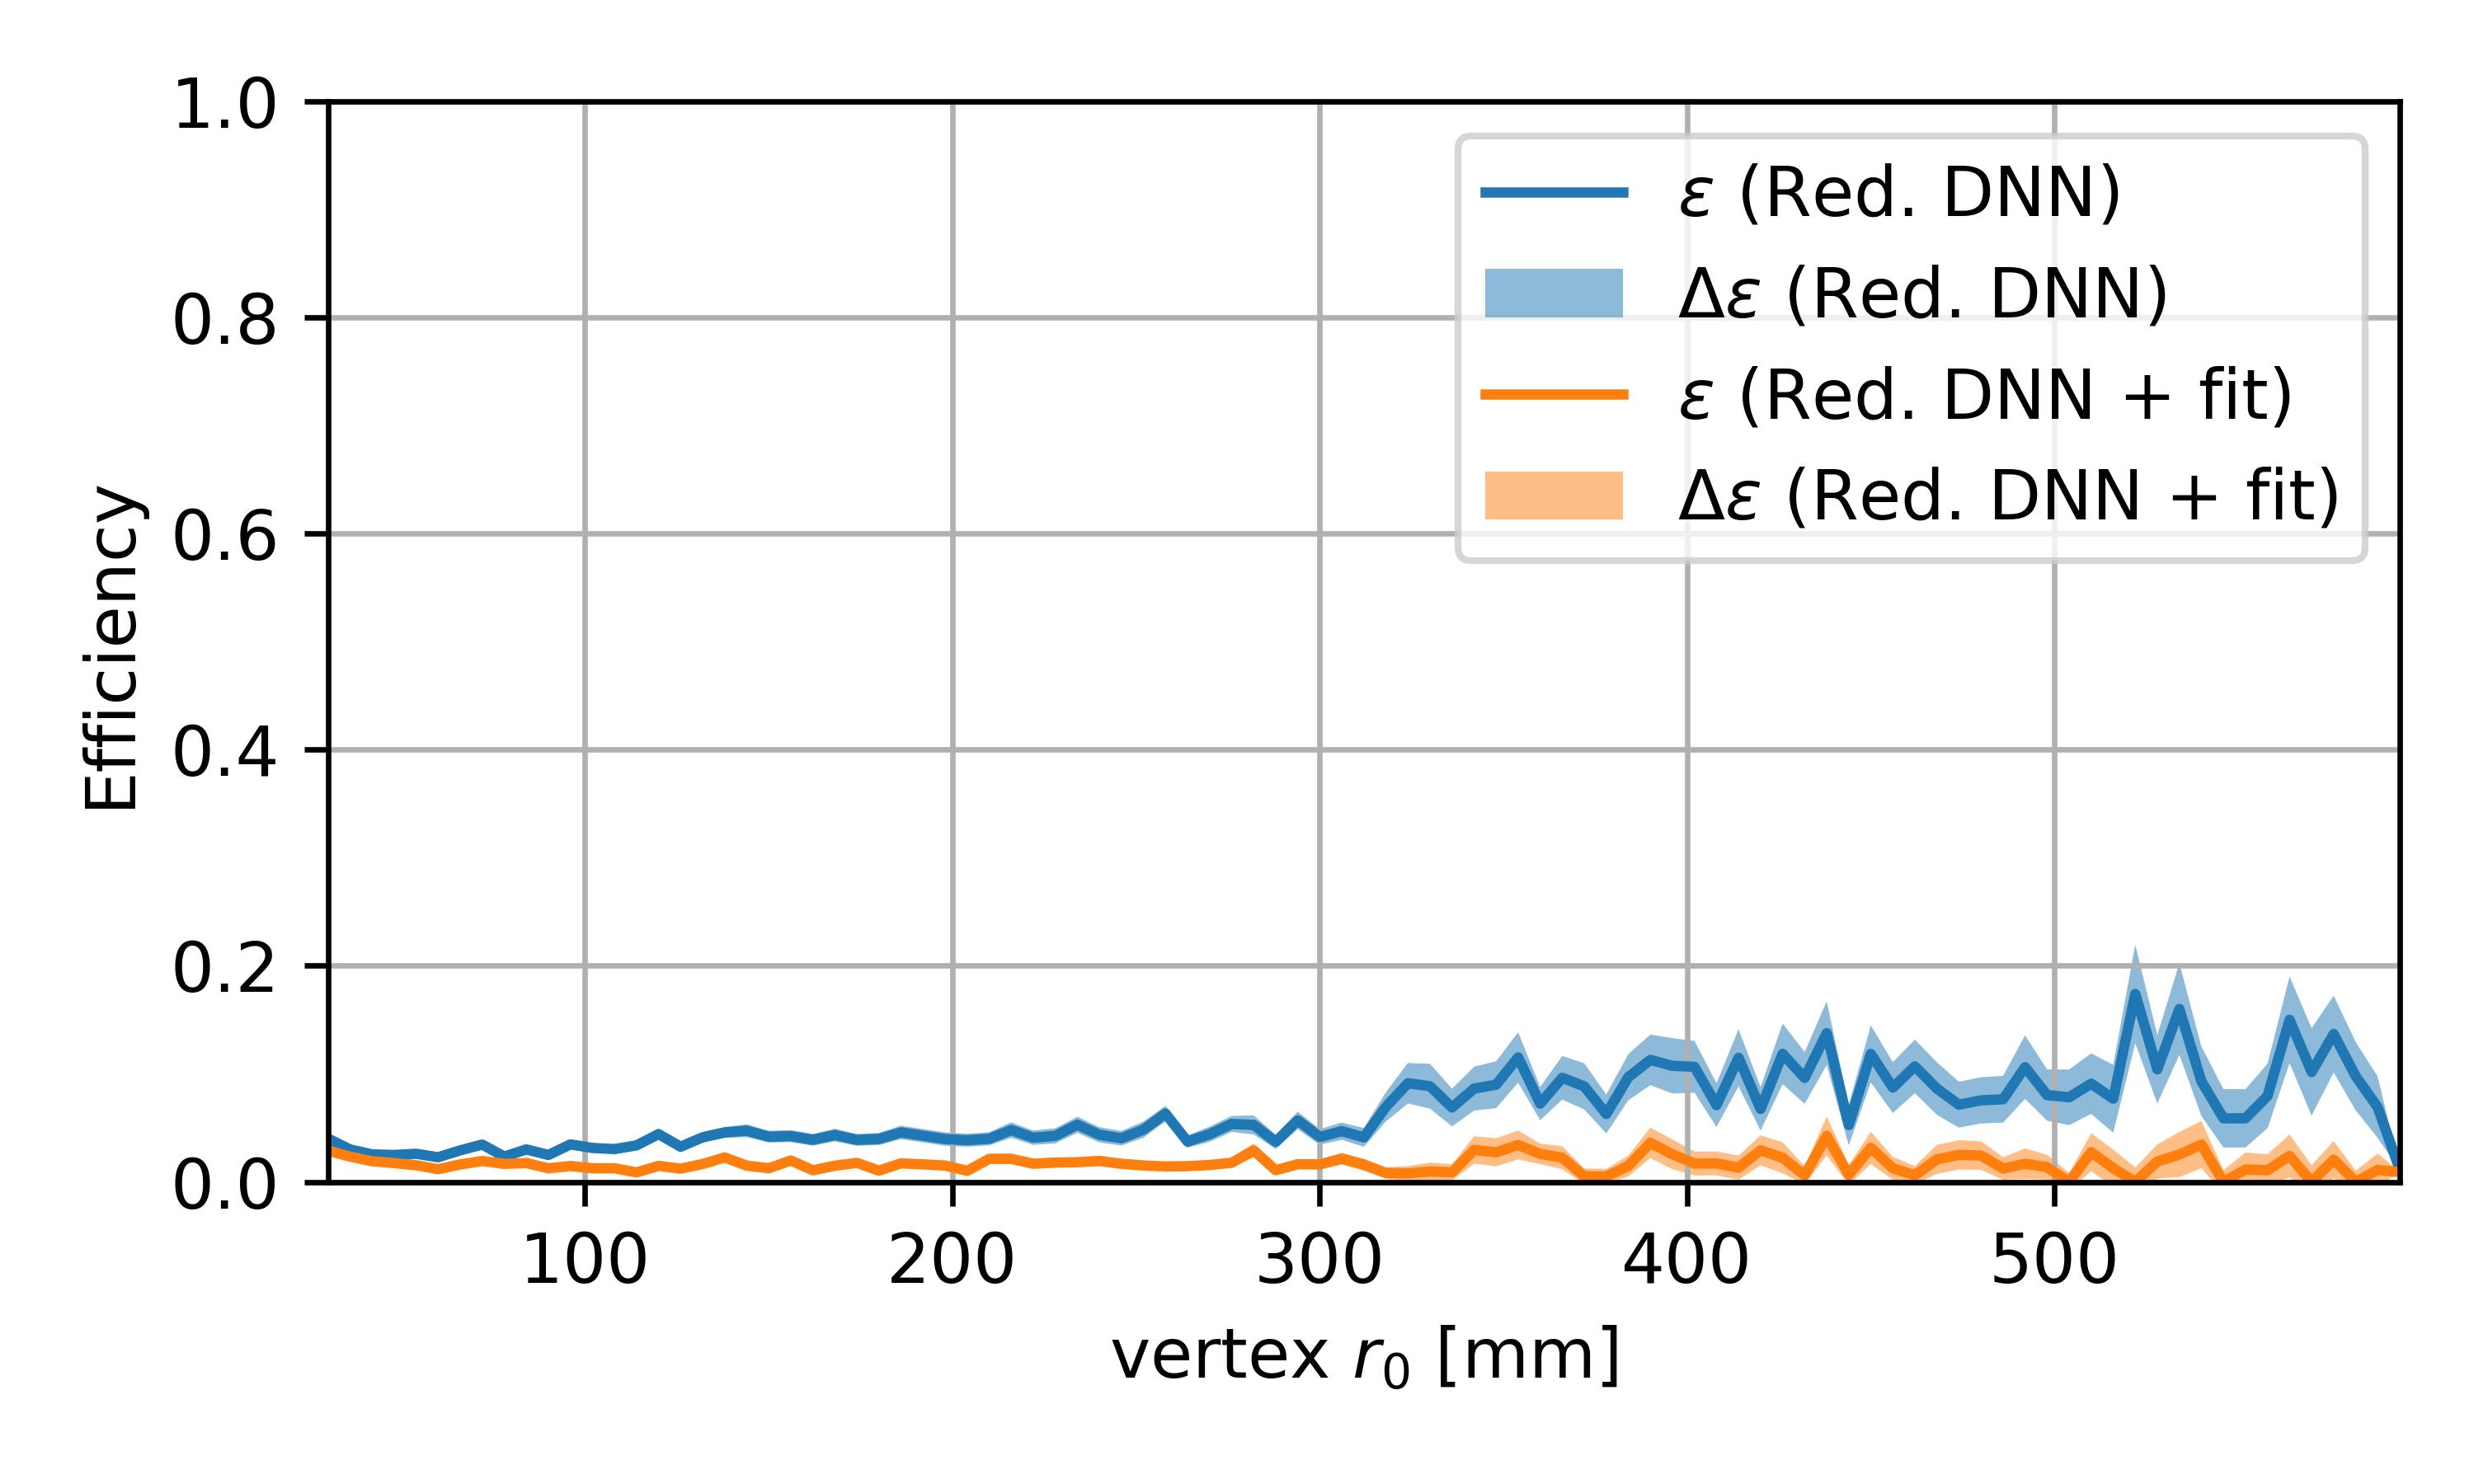 1.0
0.8
0.6
0.4
0.2
0.0
Efficiency
ε (Red. DNN)
Δε (Red. DNN)
ε (Red. DNN + fit)
Δε (Red. DNN + fit)
100 200 300 400 500
vertex r₀ [mm]